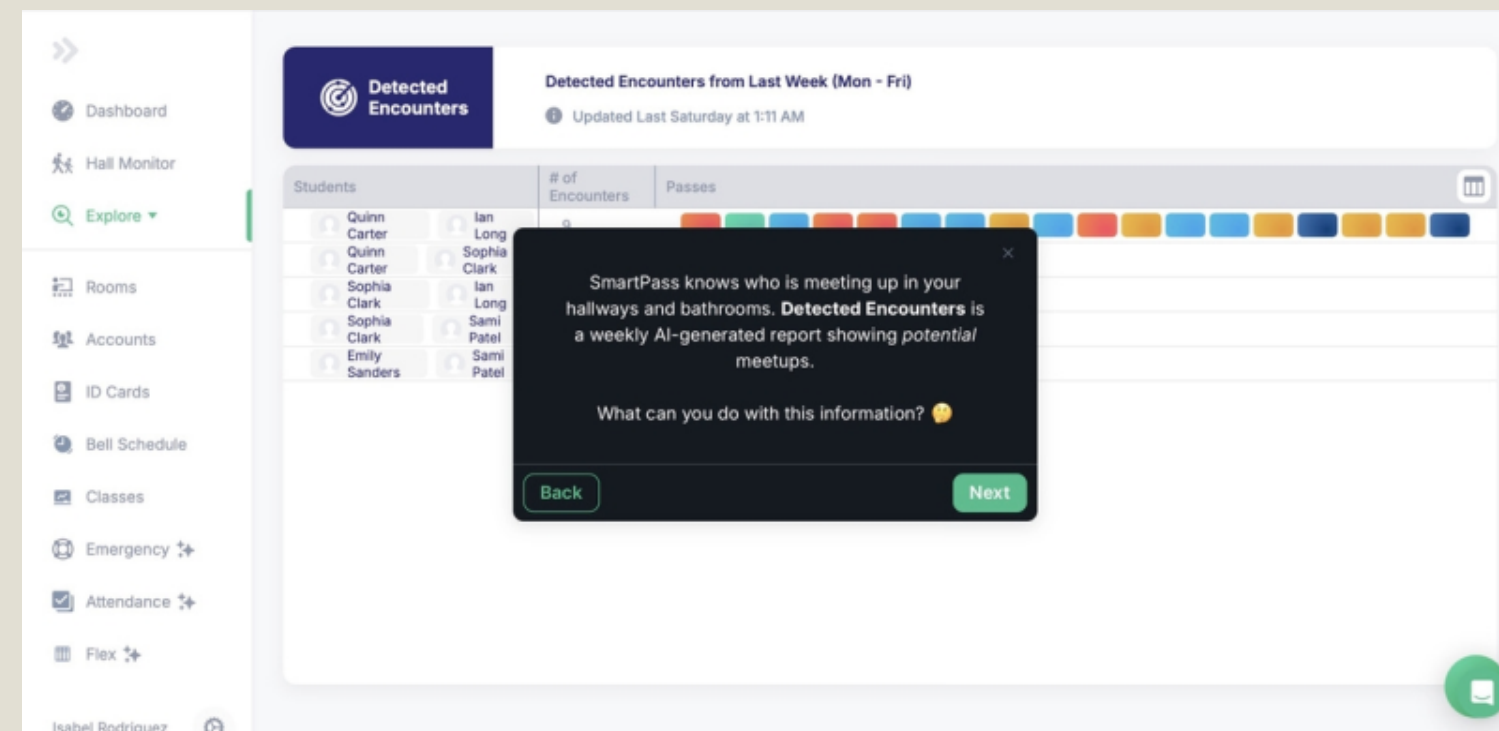 Dashboard
Hall Monitor
Explore
Rooms
Accounts
ID Cards
Bell Schedule
Classes
Emergency
Attendance
Flex
Isabel Rodriguez
Detected
Encounters
Detected Encounters from Last Week (Mon - Fri)
Updated Last Saturday at 1:11 AM
Students
# of
Encounters
Passes
Quinn
Carter
Ian
Long
9
Quinn
Carter
Sophia
Clark
Sophia
Clark
Ian
Long
Sophia
Clark
Sami
Patel
Emily
Sanders
Sami
Patel
SmartPass knows who is meeting up in your
hallways and bathrooms. Detected Encounters is
a weekly AI-generated report showing potential
meetups.
What can you do with this information? 🤔
Back
Next